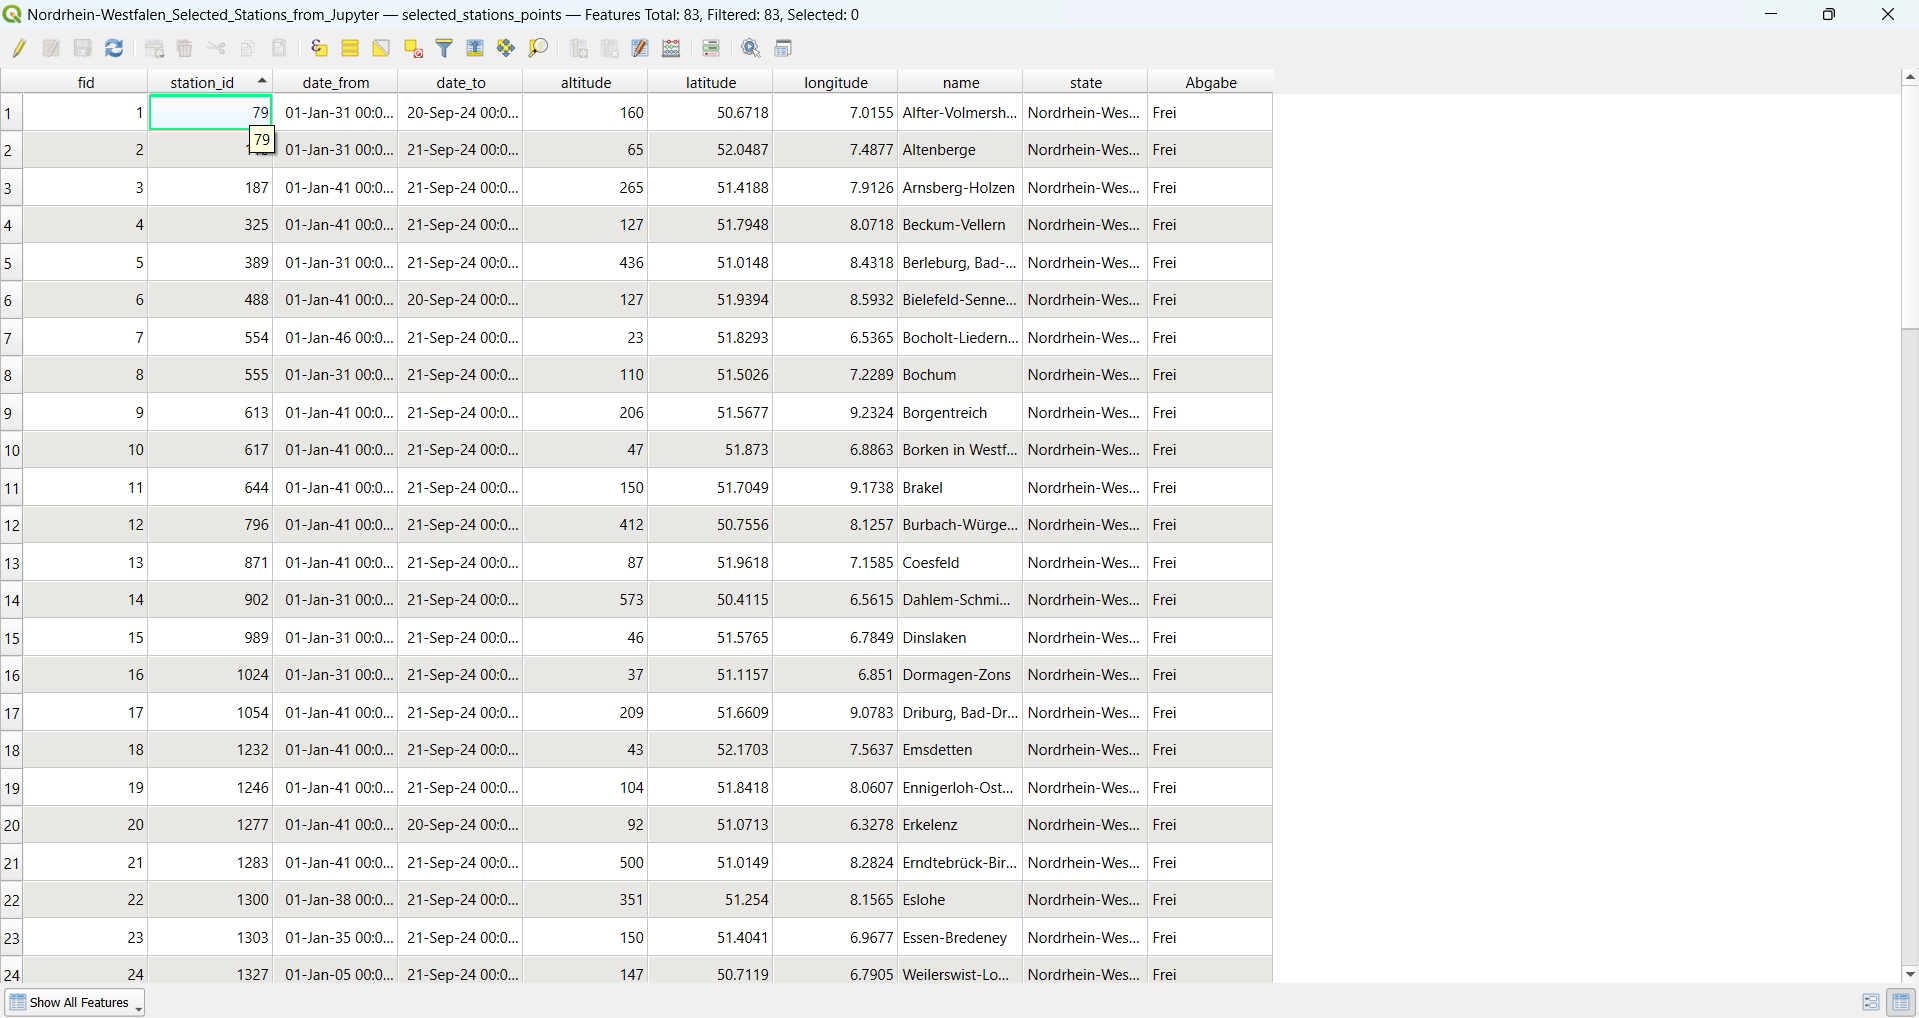 Nordrhein-Westfalen_Selected_Stations_from_Jupyter — selected_stations_points — Features Total: 83, Filtered: 83, Selected: 0
fid station_id date_from date_to altitude latitude longitude name state Abgabe
1 1 79 01-Jan-31 00:0... 20-Sep-24 00:0... 160 50.6718 7.0155 Alfter-Volmersh... Nordrhein-Wes... Frei
79
2 2 01-Jan-31 00:0... 21-Sep-24 00:0... 65 52.0487 7.4877 Altenberge Nordrhein-Wes... Frei
3 3 187 01-Jan-41 00:0... 21-Sep-24 00:0... 265 51.4188 7.9126 Arnsberg-Holzen Nordrhein-Wes... Frei
4 4 325 01-Jan-41 00:0... 21-Sep-24 00:0... 127 51.7948 8.0718 Beckum-Vellern Nordrhein-Wes... Frei
5 5 389 01-Jan-31 00:0... 21-Sep-24 00:0... 436 51.0148 8.4318 Berleburg, Bad-... Nordrhein-Wes... Frei
6 6 488 01-Jan-41 00:0... 20-Sep-24 00:0... 127 51.9394 8.5932 Bielefeld-Senne... Nordrhein-Wes... Frei
7 7 554 01-Jan-46 00:0... 21-Sep-24 00:0... 23 51.8293 6.5365 Bocholt-Liedern... Nordrhein-Wes... Frei
8 8 555 01-Jan-31 00:0... 21-Sep-24 00:0... 110 51.5026 7.2289 Bochum Nordrhein-Wes... Frei
9 9 613 01-Jan-41 00:0... 21-Sep-24 00:0... 206 51.5677 9.2324 Borgentreich Nordrhein-Wes... Frei
10 10 617 01-Jan-41 00:0... 21-Sep-24 00:0... 47 51.873 6.8863 Borken in Westf... Nordrhein-Wes... Frei
11 11 644 01-Jan-41 00:0... 21-Sep-24 00:0... 150 51.7049 9.1738 Brakel Nordrhein-Wes... Frei
12 12 796 01-Jan-41 00:0... 21-Sep-24 00:0... 412 50.7556 8.1257 Burbach-Würge... Nordrhein-Wes... Frei
13 13 871 01-Jan-41 00:0... 21-Sep-24 00:0... 87 51.9618 7.1585 Coesfeld Nordrhein-Wes... Frei
14 14 902 01-Jan-31 00:0... 21-Sep-24 00:0... 573 50.4115 6.5615 Dahlem-Schmi... Nordrhein-Wes... Frei
15 15 989 01-Jan-31 00:0... 21-Sep-24 00:0... 46 51.5765 6.7849 Dinslaken Nordrhein-Wes... Frei
16 16 1024 01-Jan-31 00:0... 21-Sep-24 00:0... 37 51.1157 6.851 Dormagen-Zons Nordrhein-Wes... Frei
17 17 1054 01-Jan-41 00:0... 21-Sep-24 00:0... 209 51.6609 9.0783 Driburg, Bad-Dr... Nordrhein-Wes... Frei
18 18 1232 01-Jan-41 00:0... 21-Sep-24 00:0... 43 52.1703 7.5637 Emsdetten Nordrhein-Wes... Frei
19 19 1246 01-Jan-41 00:0... 21-Sep-24 00:0... 104 51.8418 8.0607 Ennigerloh-Ost... Nordrhein-Wes... Frei
20 20 1277 01-Jan-41 00:0... 20-Sep-24 00:0... 92 51.0713 6.3278 Erkelenz Nordrhein-Wes... Frei
21 21 1283 01-Jan-41 00:0... 21-Sep-24 00:0... 500 51.0149 8.2824 Erndtebrück-Bir... Nordrhein-Wes... Frei
22 22 1300 01-Jan-38 00:0... 21-Sep-24 00:0... 351 51.254 8.1565 Eslohe Nordrhein-Wes... Frei
23 23 1303 01-Jan-35 00:0... 21-Sep-24 00:0... 150 51.4041 6.9677 Essen-Bredeney Nordrhein-Wes... Frei
24 24 1327 01-Jan-05 00:0... 21-Sep-24 00:0... 147 50.7119 6.7905 Weilerswist-Lo... Nordrhein-Wes... Frei
Show All Features